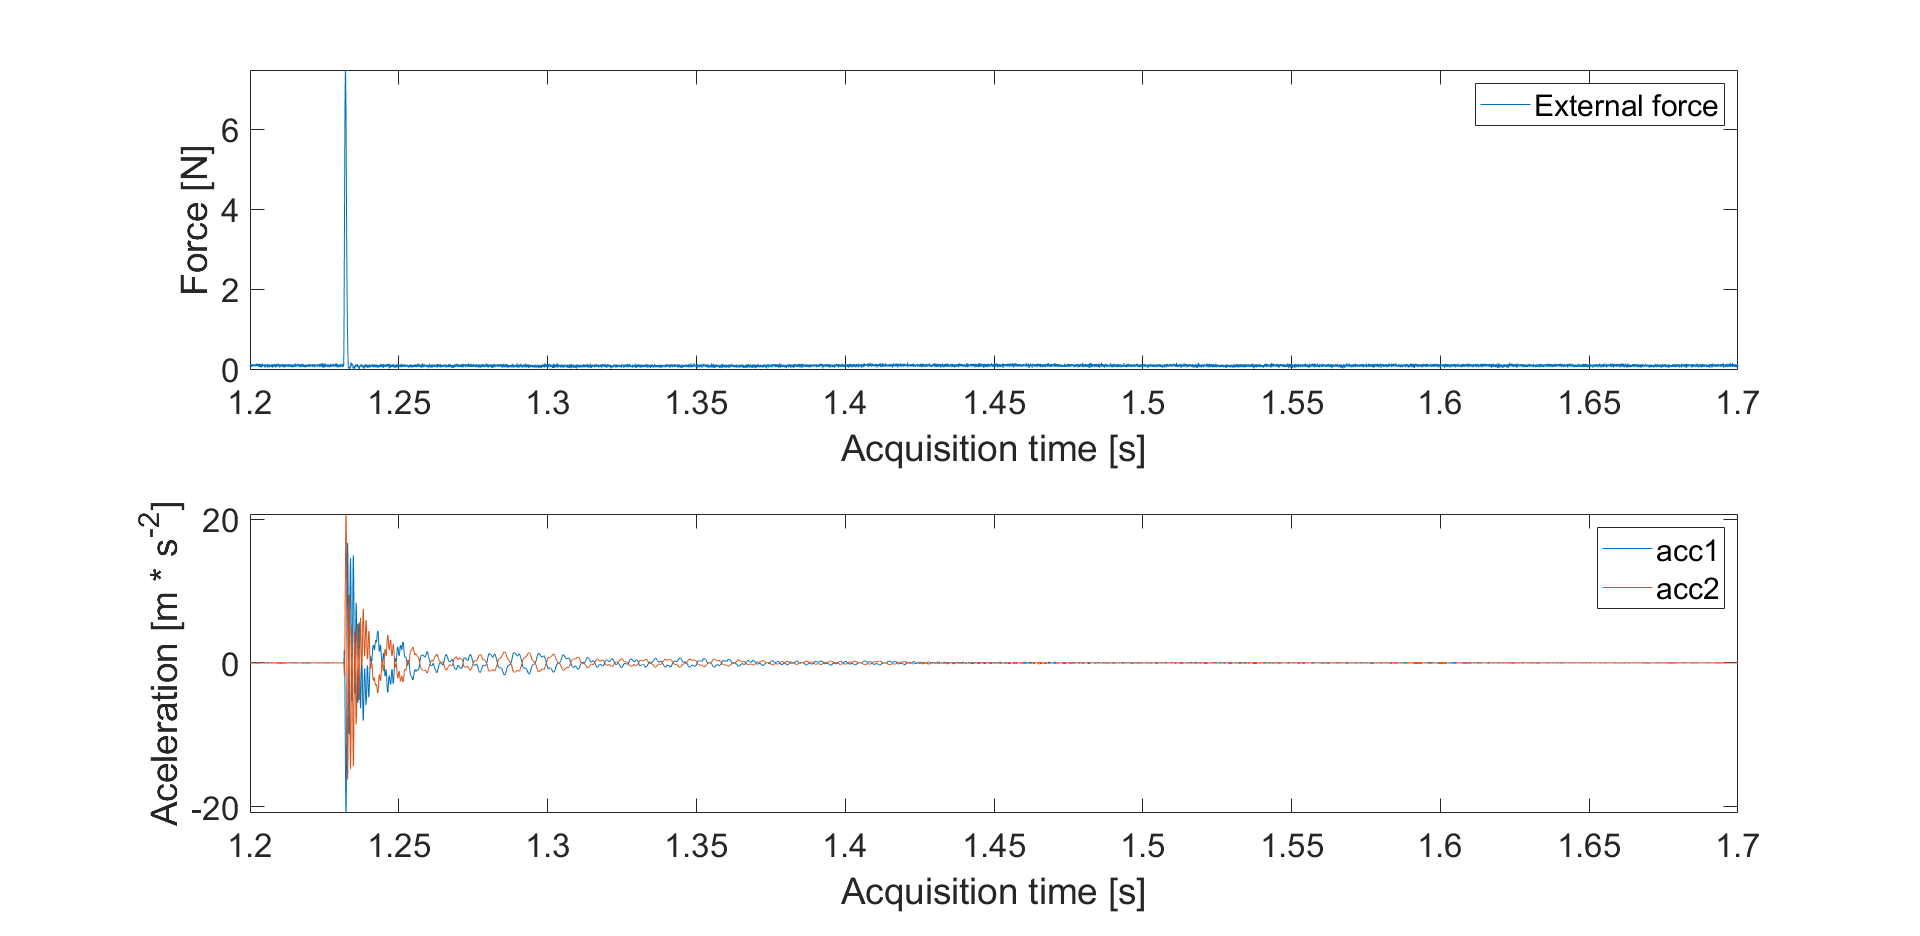 Force [N]
6
4
2
0
External force
1.2 1.25 1.3 1.35 1.4 1.45 1.5 1.55 1.6 1.65 1.7
Acquisition time [s]
Aceleration [m * s-2]
20
0
-20
acc1
acc2
1.2 1.25 1.3 1.35 1.4 1.45 1.5 1.55 1.6 1.65 1.7
Acquisition time [s]